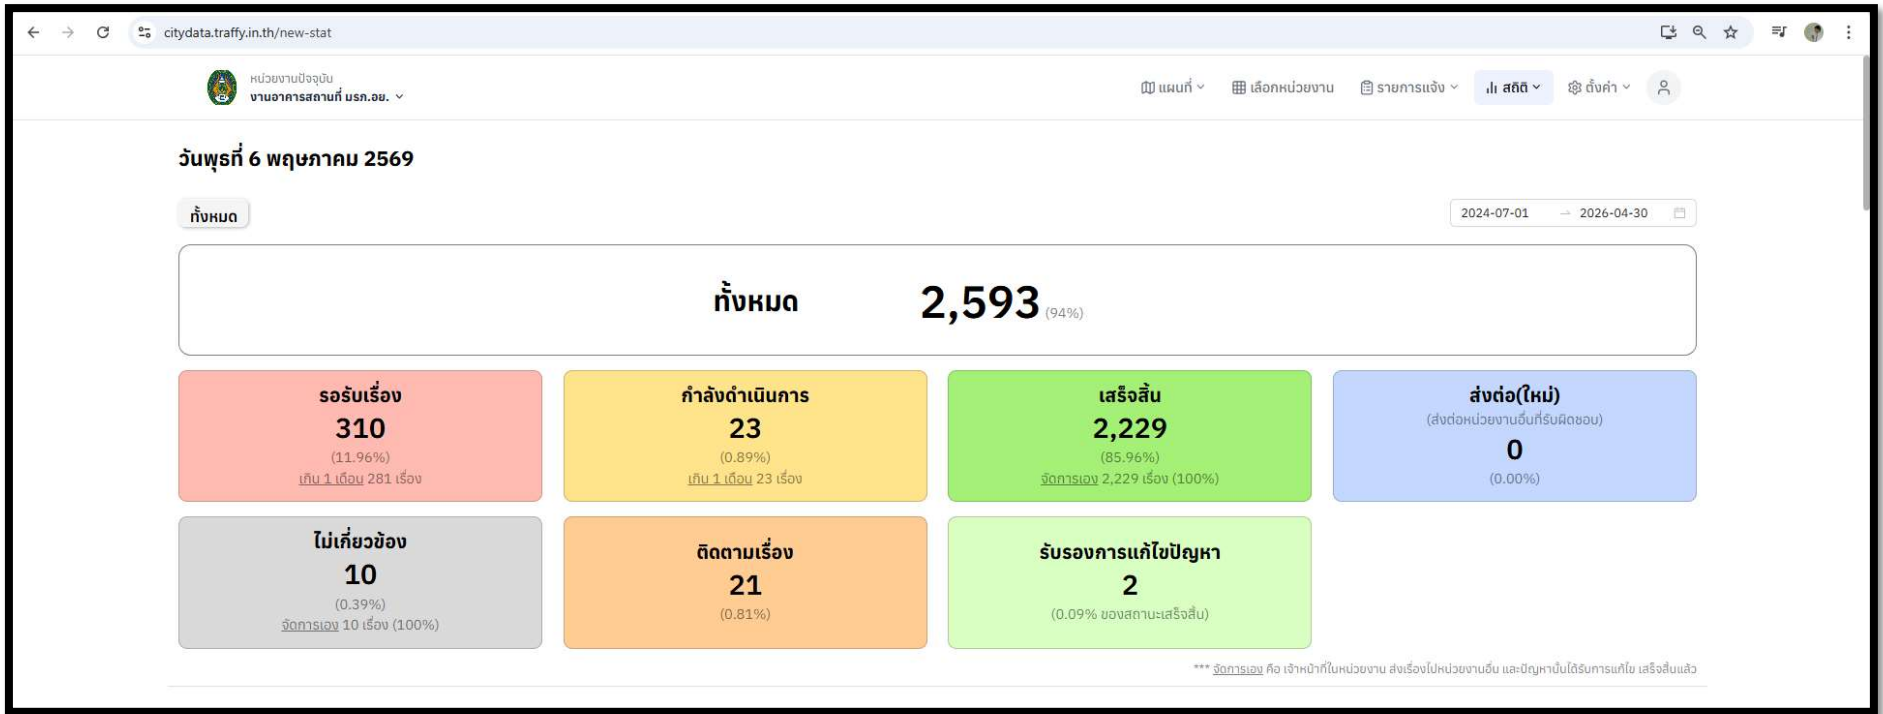 citydata.traffy.in.th/new-stat
หน่วยงานปัจจุบัน
งานอาคารสถานที่ มรภ.อย.
แผนที่
เลือกหน่วยงาน
รายการแจ้ง
สถิติ
ตั้งค่า
วันพุธที่ 6 พฤษภาคม 2569
ทั้งหมด
2024-07-01 → 2026-04-30
ทั้งหมด 2,593 (94%)
รอรับเรื่อง
310
(11.96%)
เกิน 1 เดือน 281 เรื่อง
กำลังดำเนินการ
23
(0.89%)
เกิน 1 เดือน 23 เรื่อง
เสร็จสิ้น
2,229
(85.96%)
จัดการเอง 2,229 เรื่อง (100%)
ส่งต่อ(ใหม่)
(ส่งต่อหน่วยงานอื่นที่รับผิดชอบ)
0
(0.00%)
ไม่เกี่ยวข้อง
10
(0.39%)
จัดการเอง 10 เรื่อง (100%)
ติดตามเรื่อง
21
(0.81%)
รับรองการแก้ไขปัญหา
2
(0.09% ของสถานะเสร็จสิ้น)
*** จัดการเอง คือ เจ้าหน้าที่ในหน่วยงาน ส่งเรื่องไปหน่วยงานอื่น และปัญหานั้นได้รับการแก้ไข เสร็จสิ้นแล้ว